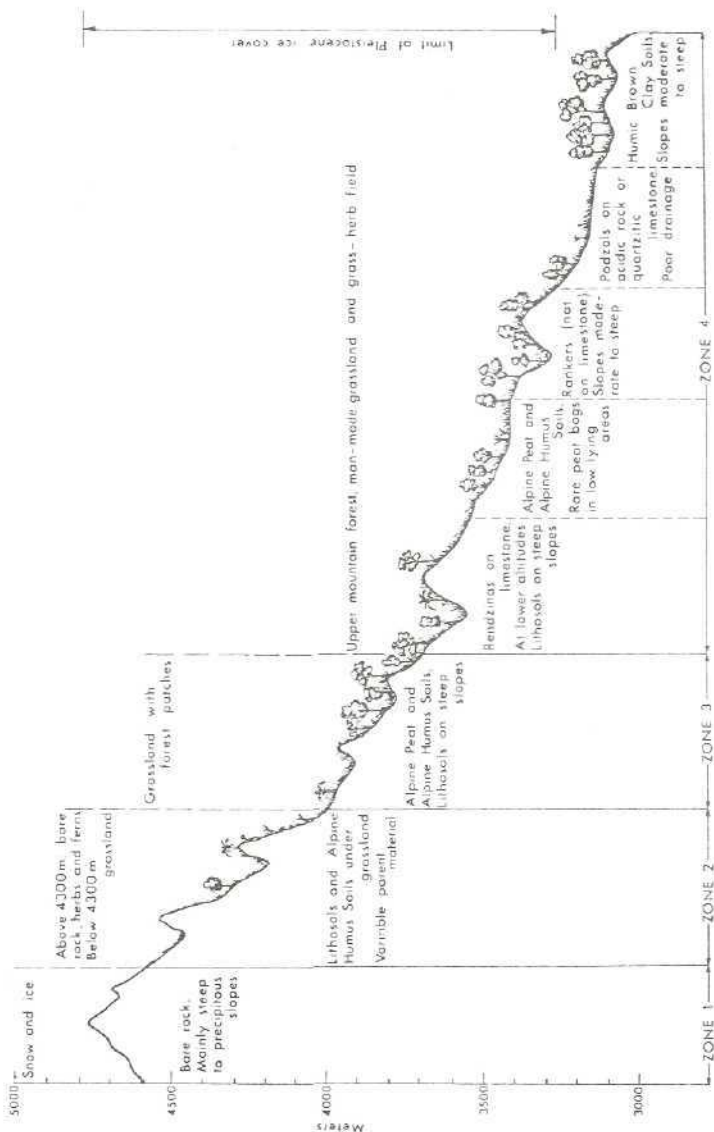 Limit of Pleistocene ice cover
Snow and ice
Above 4300m bare
rock, herbs and ferns
Below 4300m
grassland
Grassland with
forest patches
Upper mountain forest, man-made grassland and grass-herb field
Bare rock.
Mainly steep
to precipitous
slopes
Lithosols and Alpine
Humus Soils under
grassland
Variable parent
material
Alpine Peat and
Alpine Humus Soils,
Lithosols on steep
slopes
Rendzinas on
limestone.
At lower altitudes
Lithosols on steep
slopes
Alpine Peat and
Alpine Humus
Soils.
Rare peat bogs
in low lying
areas
Rankers (not
on limestone)
Slopes mode-
rate to steep
Podzols on
acidic rock or
quartzitic
limestone.
Poor drainage
Humic Brown
Clay Soils
Slopes moderate
to steep
5000
4500
4000
3500
3000
Meters
ZONE 1
ZONE 2
ZONE 3
ZONE 4